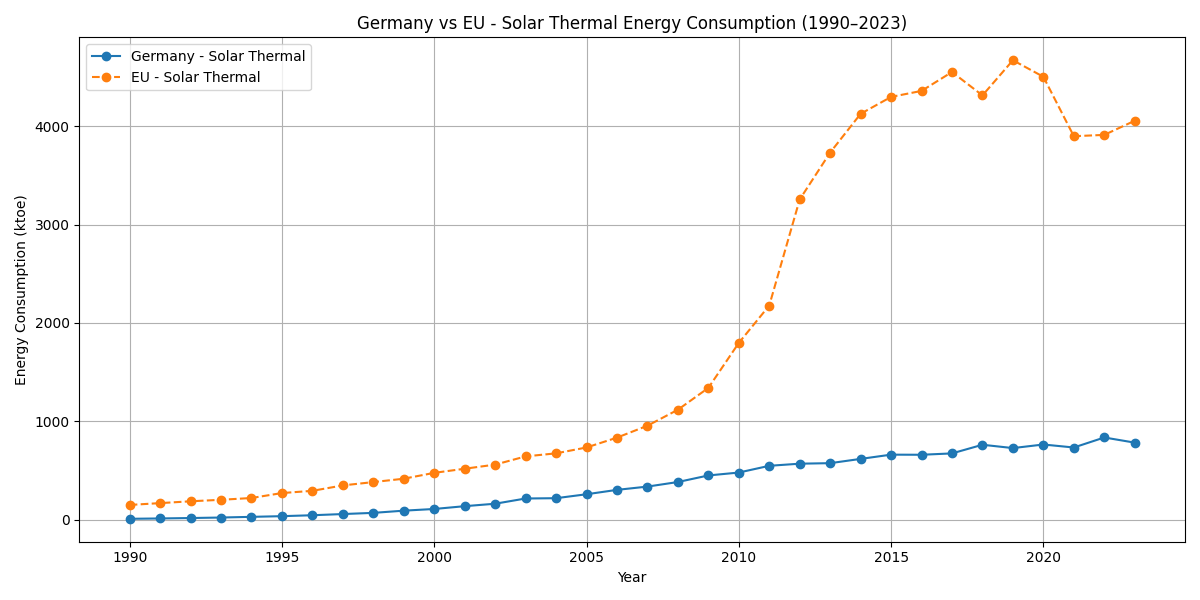 Germany vs EU - Solar Thermal Energy Consumption (1990–2023)
Germany - Solar Thermal
EU - Solar Thermal
Energy Consumption (ktoe)
4000
3000
2000
1000
0
1990
1995
2000
2005
2010
2015
2020
Year